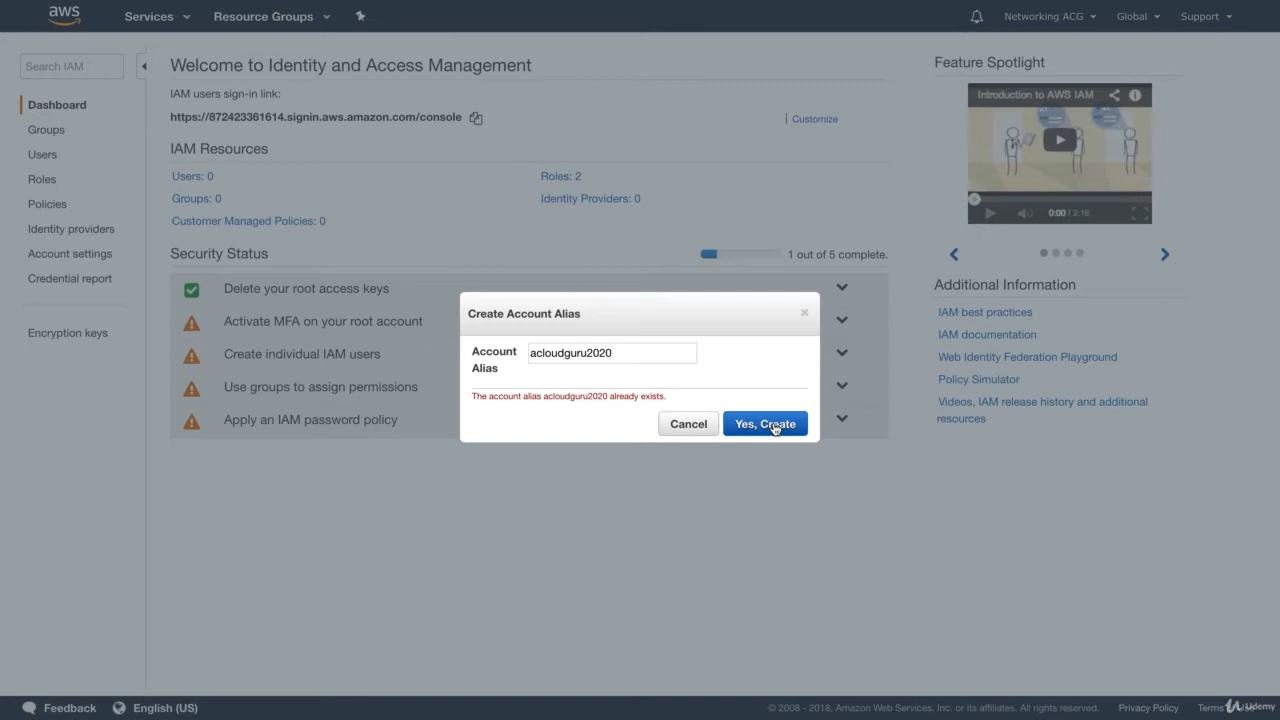 aws
Services
Resource Groups
Networking ACG
Global
Support
Search IAM
Dashboard
Groups
Users
Roles
Policies
Identity providers
Account settings
Credential report
Encryption keys
Welcome to Identity and Access Management
IAM users sign-in link:
https://872423361614.signin.aws.amazon.com/console
Customize
IAM Resources
Users: 0
Roles: 2
Groups: 0
Identity Providers: 0
Customer Managed Policies: 0
Security Status
1 out of 5 complete.
Delete your root access keys
Activate MFA on your root account
Create individual IAM users
Use groups to assign permissions
Apply an IAM password policy
Create Account Alias
Account
Alias
acloudguru2020
The account alias acloudguru2020 already exists.
Cancel
Yes, Create
Feature Spotlight
Introduction to AWS IAM
0:00 / 2:16
Additional Information
IAM best practices
IAM documentation
Web Identity Federation Playground
Policy Simulator
Videos, IAM release history and additional
resources
Feedback
English (US)
© 2008 - 2018, Amazon Web Services, Inc. or its affiliates. All rights reserved.
Privacy Policy
Terms
Udemy